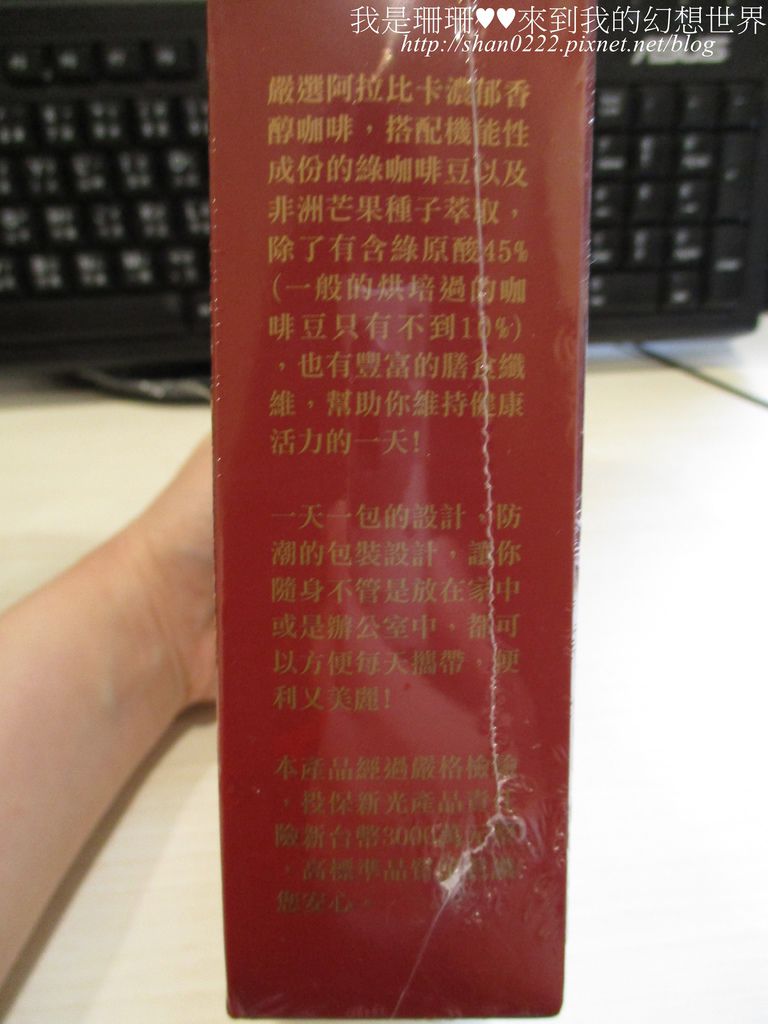 我是珊珊♥♥來到我的幻想世界
http://shan0222.pixnet.net/blog
ASUS
嚴選阿拉比卡濃郁香
醇咖啡，搭配機能性
成份的綠咖啡豆以及
非洲芒果種子萃取，
除了有含綠原酸45%
(一般的烘培過的咖
啡豆只有不到10%)
，也有豐富的膳食纖
維，幫助你維持健康
活力的一天!
一天一包的設計，防
潮的包裝設計，讓你
隨身不管是放在家中
或是辦公室中，都可
以方便每天攜帶，便
利又美麗!
本產品經過嚴格檢驗
，投保新光產品責任
險新台幣3000萬
，高標準品質
您安心。